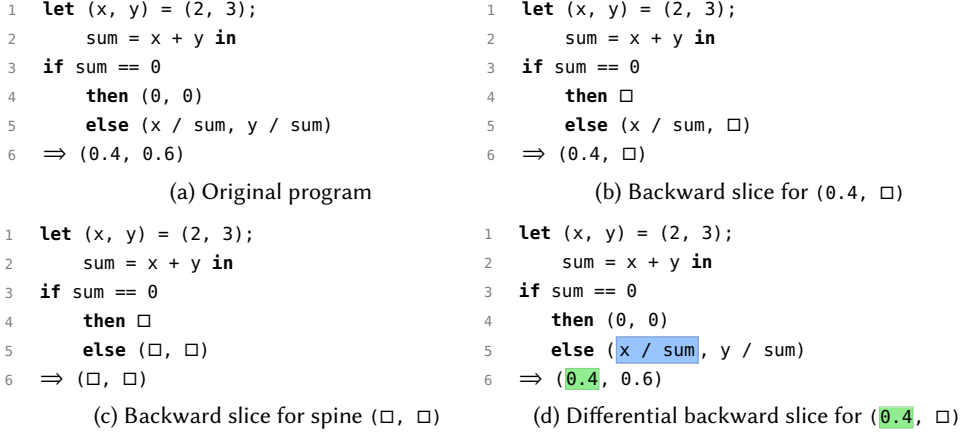 1 let (x, y) = (2, 3);
2 sum = x + y in
3 if sum == 0
4 then (0, 0)
5 else (x / sum, y / sum)
6 ⇒ (0.4, 0.6)
(a) Original program
1 let (x, y) = (2, 3);
2 sum = x + y in
3 if sum == 0
4 then □
5 else (x / sum, □)
6 ⇒ (0.4, □)
(b) Backward slice for (0.4, □)
1 let (x, y) = (2, 3);
2 sum = x + y in
3 if sum == 0
4 then □
5 else (□, □)
6 ⇒ (□, □)
(c) Backward slice for spine (□, □)
1 let (x, y) = (2, 3);
2 sum = x + y in
3 if sum == 0
4 then (0, 0)
5 else (x / sum, y / sum)
6 ⇒ (0.4, 0.6)
(d) Differential backward slice for (0.4, □)